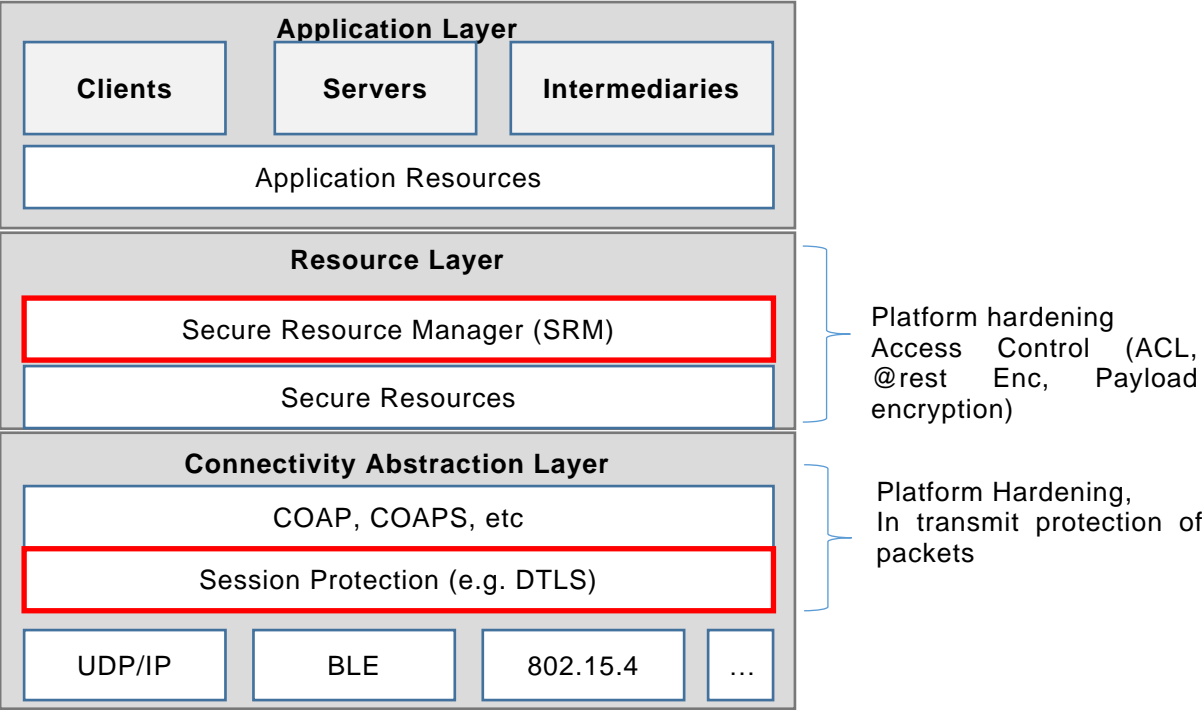 Application Layer
Clients
Servers
Intermediaries
Application Resources
Resource Layer
Secure Resource Manager (SRM)
Secure Resources
Platform hardening
Access Control (ACL,
@rest Enc, Payload
encryption)
Connectivity Abstraction Layer
COAP, COAPS, etc
Session Protection (e.g. DTLS)
Platform Hardening,
In transmit protection of
packets
UDP/IP
BLE
802.15.4
…